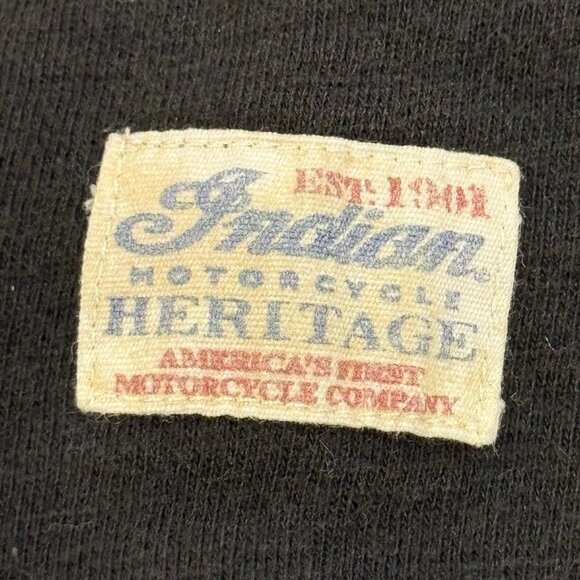 EST. 1901
Indian
MOTORCYCLE
HERITAGE
AMERICA'S FIRST
MOTORCYCLE COMPANY